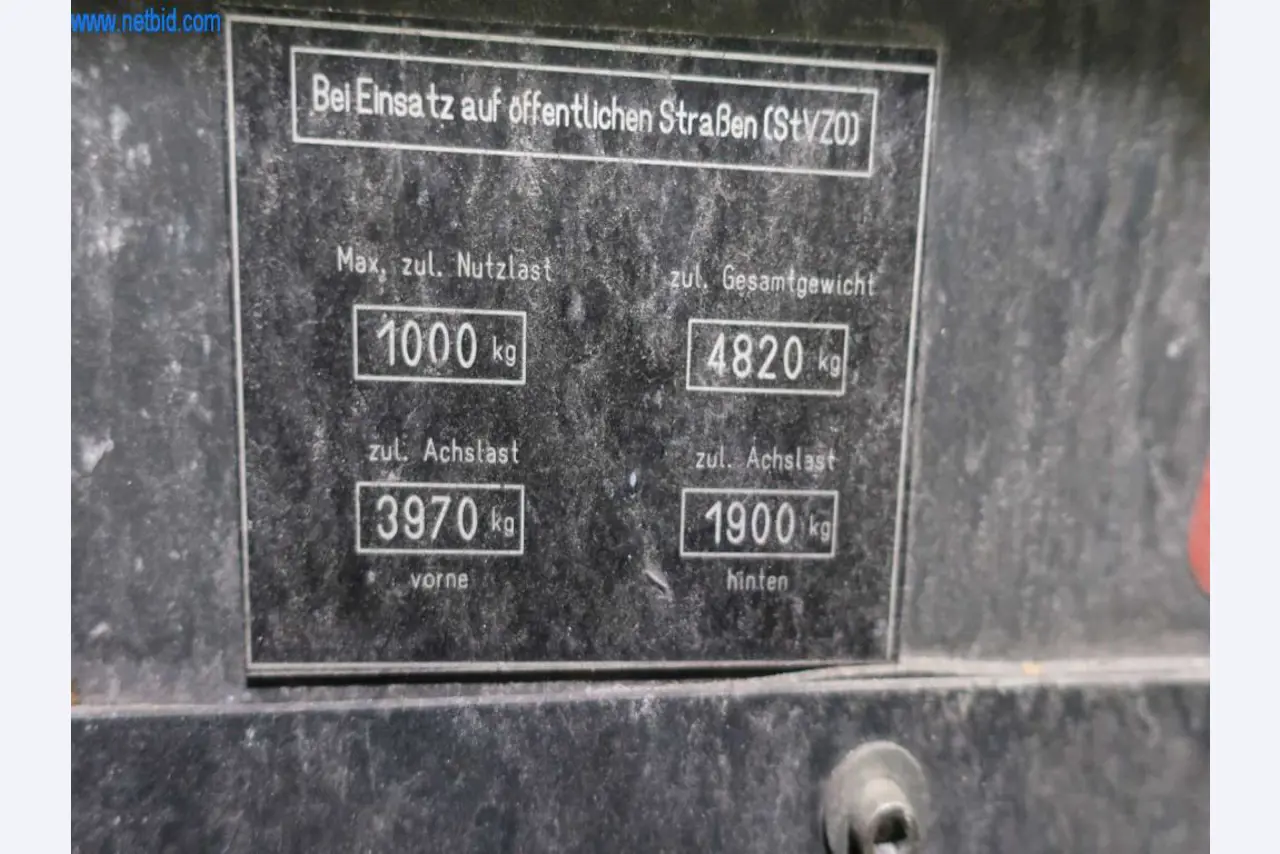 www.netbid.com
Bei Einsatz auf öffentlichen Straßen (StVZO)
Max. zul. Nutzlast
1000 kg
zul. Gesamtgewicht
4820 kg
zul. Achslast
3970 kg
vorne
zul. Achslast
1900 kg
hinten